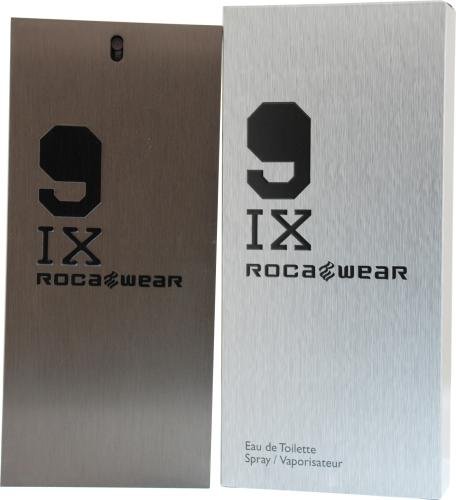 9
IX
ROCAWEAR
9
IX
ROCAWEAR
Eau de Toilette
Spray / Vaporisateur